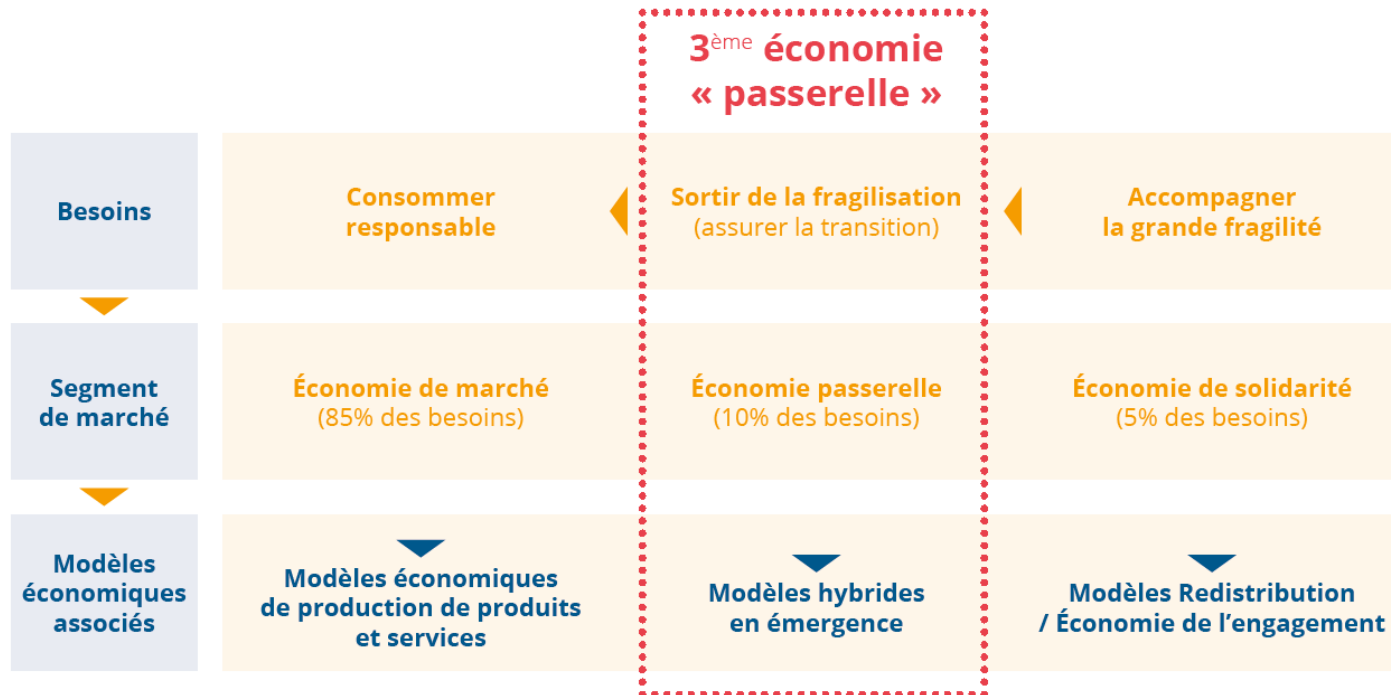 3ème économie
« passerelle »
Besoins
Consommer
responsable
Sortir de la fragilisation
(assurer la transition)
Accompagner
la grande fragilité
Segment
de marché
Économie de marché
(85% des besoins)
Économie passerelle
(10% des besoins)
Économie de solidarité
(5% des besoins)
Modèles
économiques
associés
Modèles économiques
de production de produits
et services
Modèles hybrides
en émergence
Modèles Redistribution
/ Économie de l’engagement